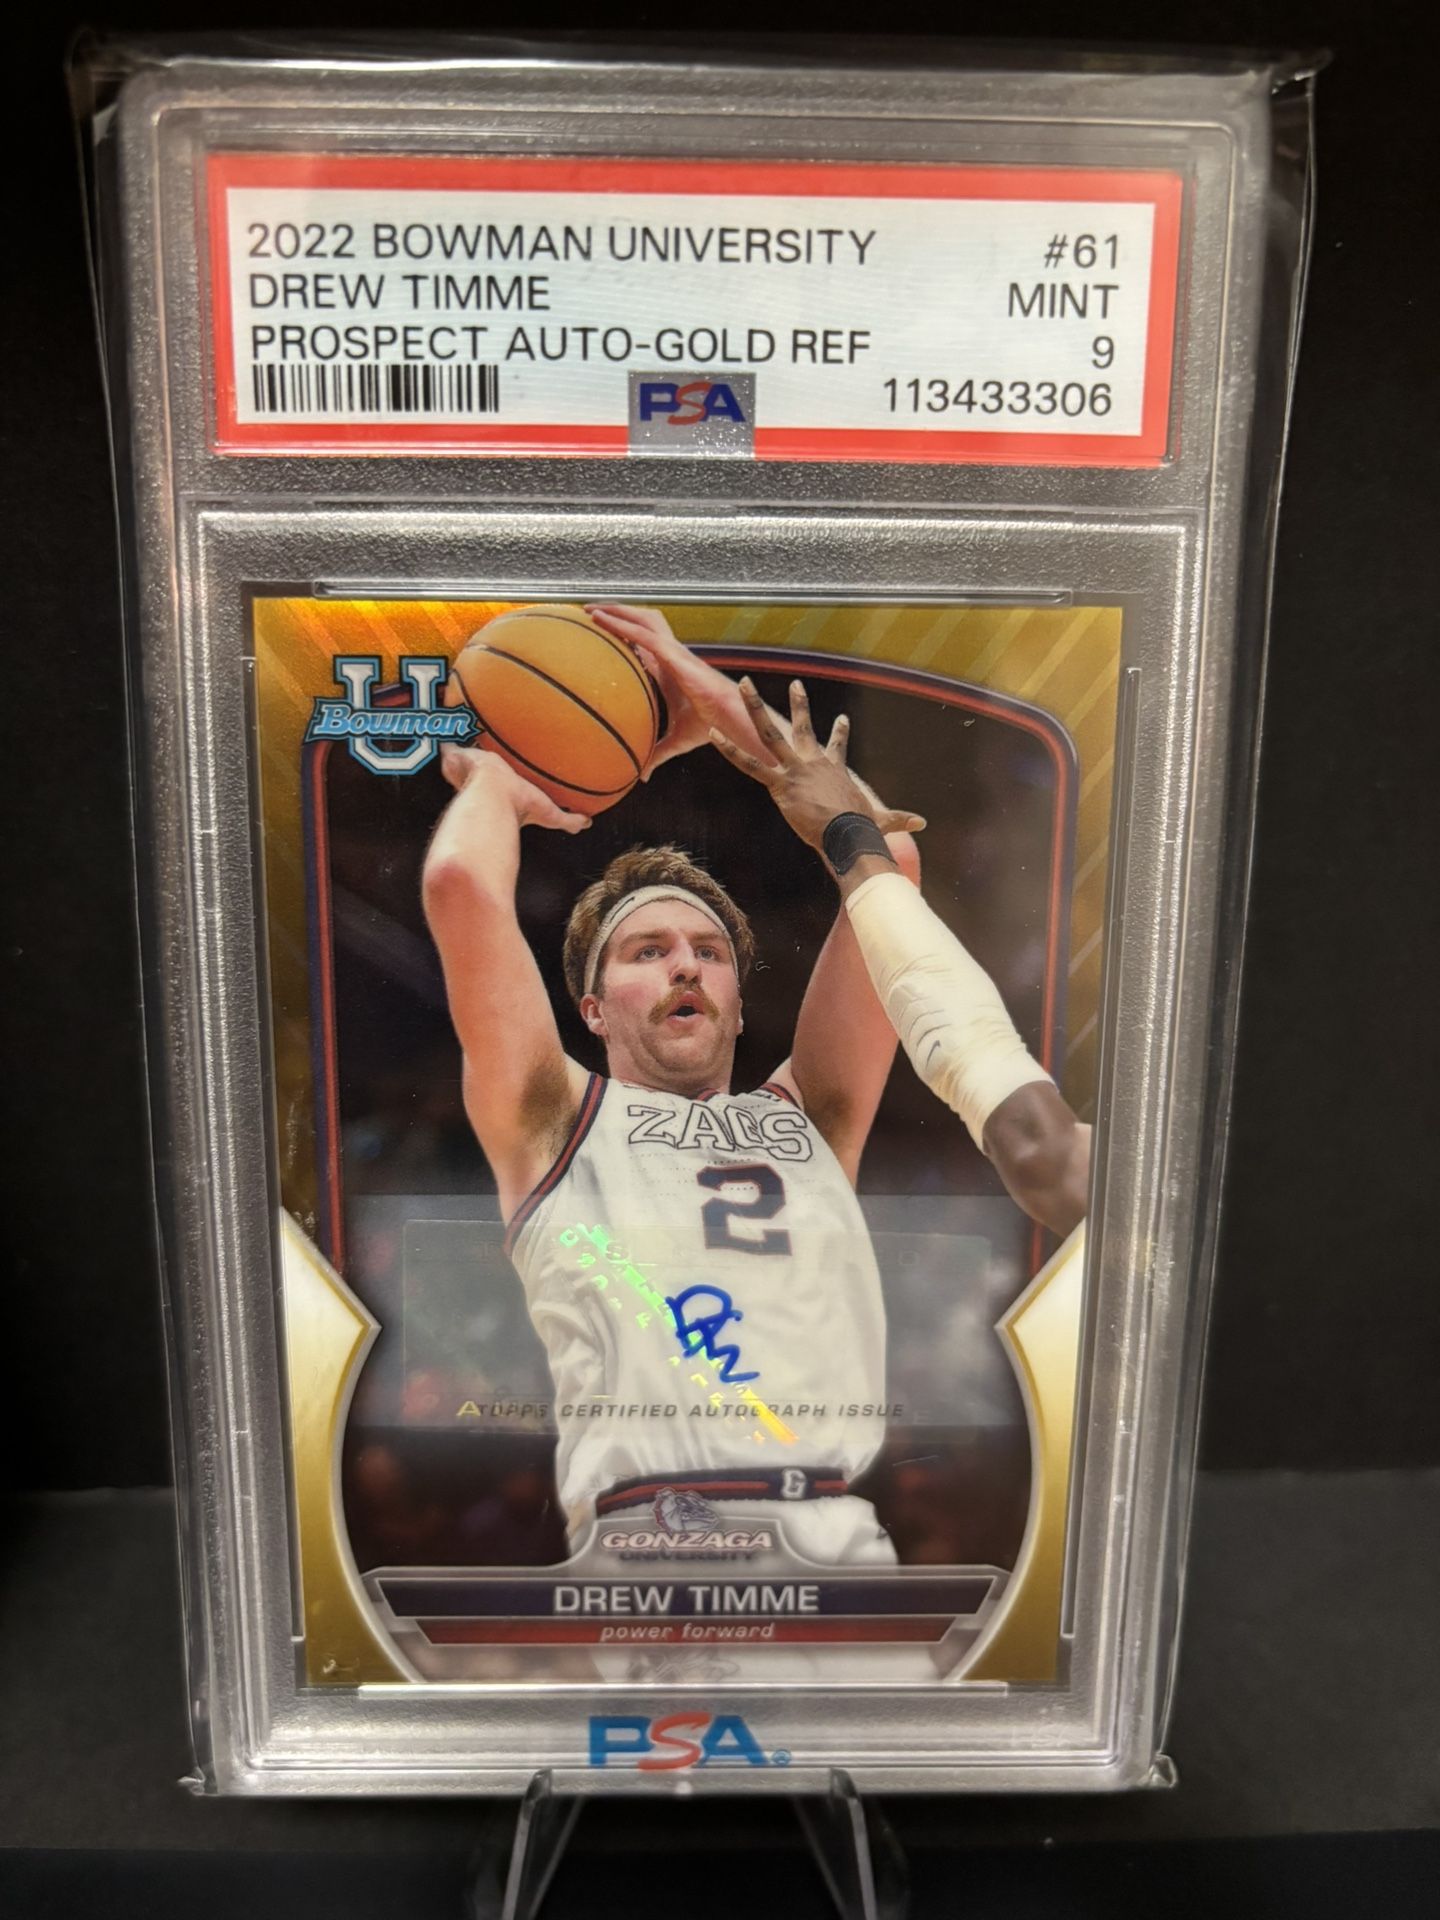 2022 BOWMAN UNIVERSITY #61
DREW TIMME MINT
PROSPECT AUTO-GOLD REF 9
PSA 113433306
U
Bowman
ZAGS
2
TOPPS CERTIFIED AUTOGRAPH ISSUE
G
GONZAGA
UNIVERSITY
DREW TIMME
power forward
PSA®